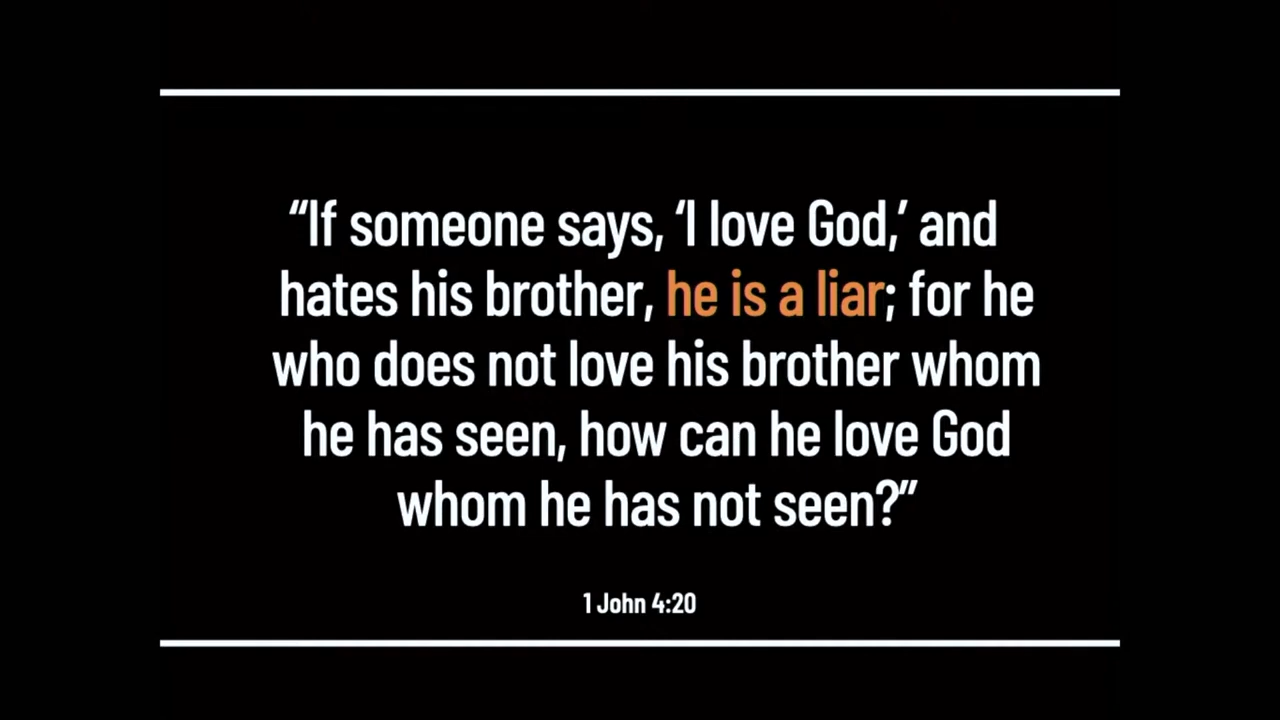 “If someone says, ‘I love God,’ and
hates his brother, he is a liar; for he
who does not love his brother whom
he has seen, how can he love God
whom he has not seen?”
1 John 4:20